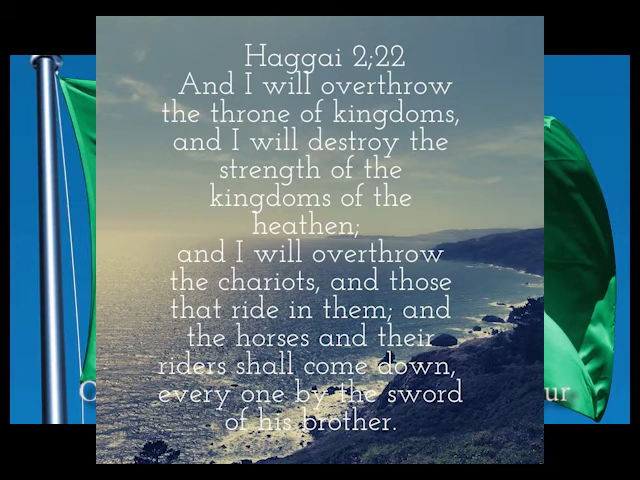 Haggai 2;22
And I will overthrow
the throne of kingdoms,
and I will destroy the
strength of the
kingdoms of the
heathen;
and I will overthrow
the chariots, and those
that ride in them; and
the horses and their
riders shall come down,
every one by the sword
of his brother.